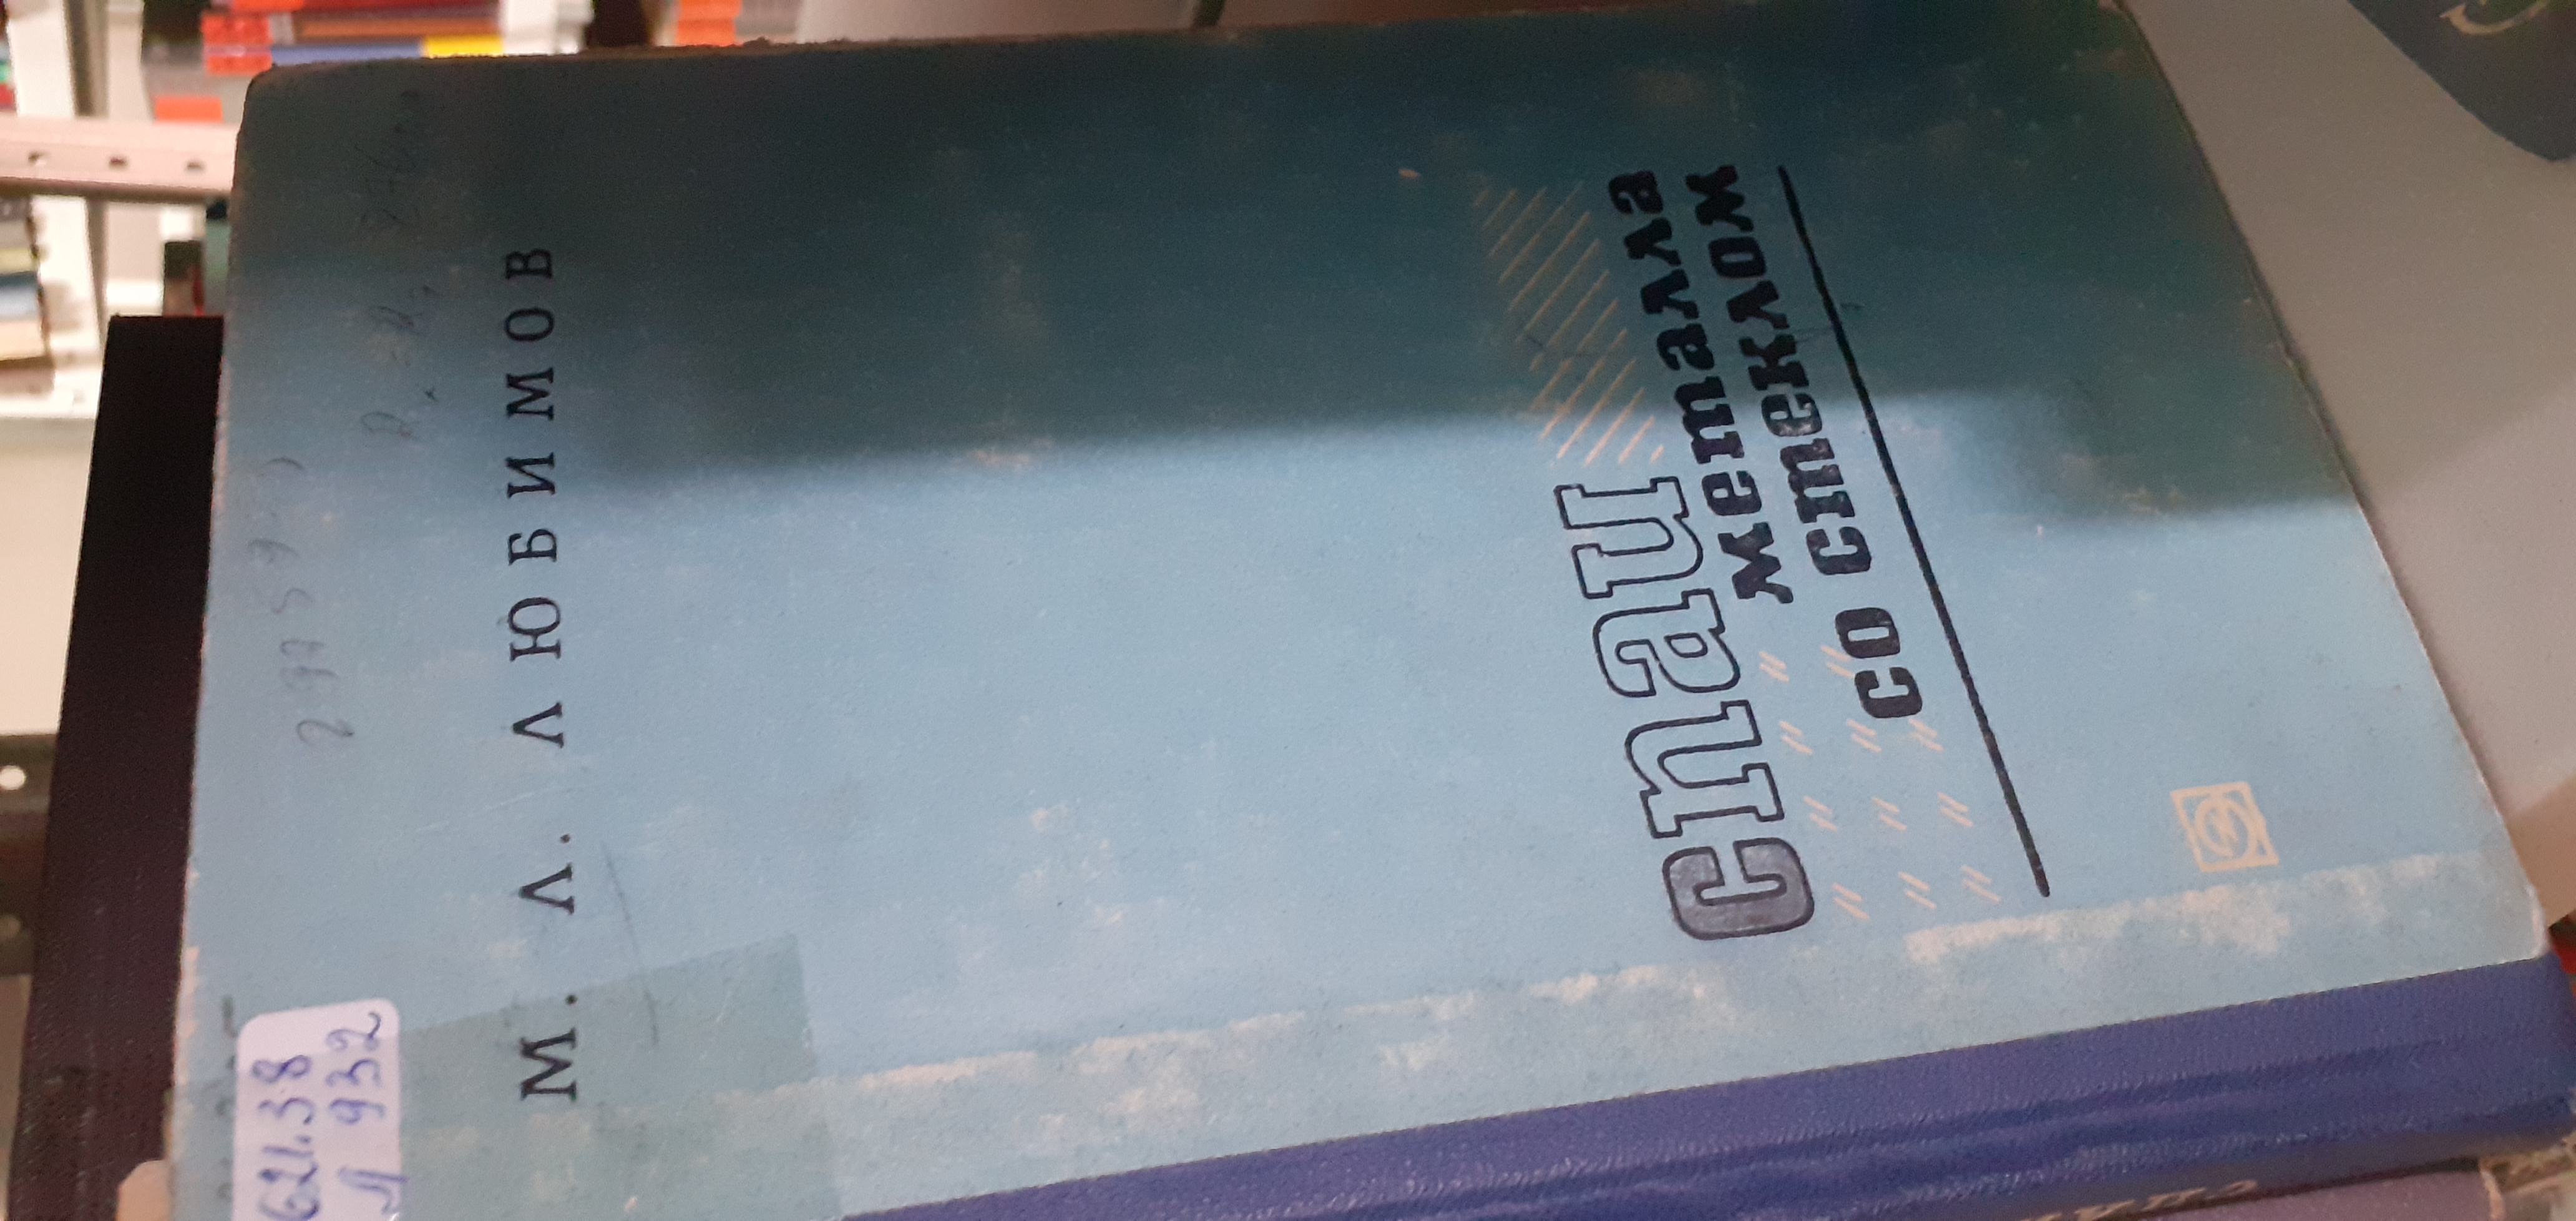 М. Л. ЛЮБИМОВ
спаи
металла
со стеклом
621.38
Л 932